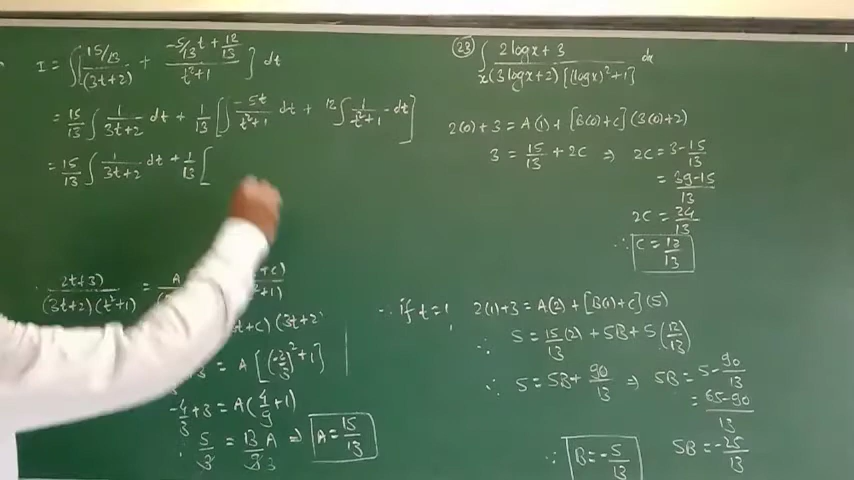 I = ∫[ 15/13 / (3t+2) + (-5/13 t + 12/13) / (t²+1) ] dt
= 15/13 ∫ 1/(3t+2) dt + 1/13 [ ∫ -5t/(t²+1) dt + 12 ∫ 1/(t²+1) dt ]
= 15/13 ∫ 1/(3t+2) dt + 1/13 [
2t+3) / (3t+2)(t²+1) = A
+c) / +1)
t+c) (3t+2
+3 = A[(-2/3)²+1]
-4/3 + 3 = A(4/9 + 1)
∴ 5/3 = 13/9 A ⇒ A = 15/13
(23) ∫ (2logx + 3) / x(3logx+2) [(logx)²+1] dx
2(0)+3 = A(1) + [B(0)+c] (3(0)+2)
3 = 15/13 + 2C ⇒ 2C = 3 - 15/13
= (39-15)/13
2C = 24/13
∴ C = 12/13
∴ if t=1, 2(1)+3 = A(2) + [B(1)+c] (5)
∴ 5 = 15/13 (2) + 5B + 5(12/13)
∴ 5 = 5B + 90/13 ⇒ 5B = 5 - 90/13
= (65-90)/13
∴ B = -5/13 5B = -25/13